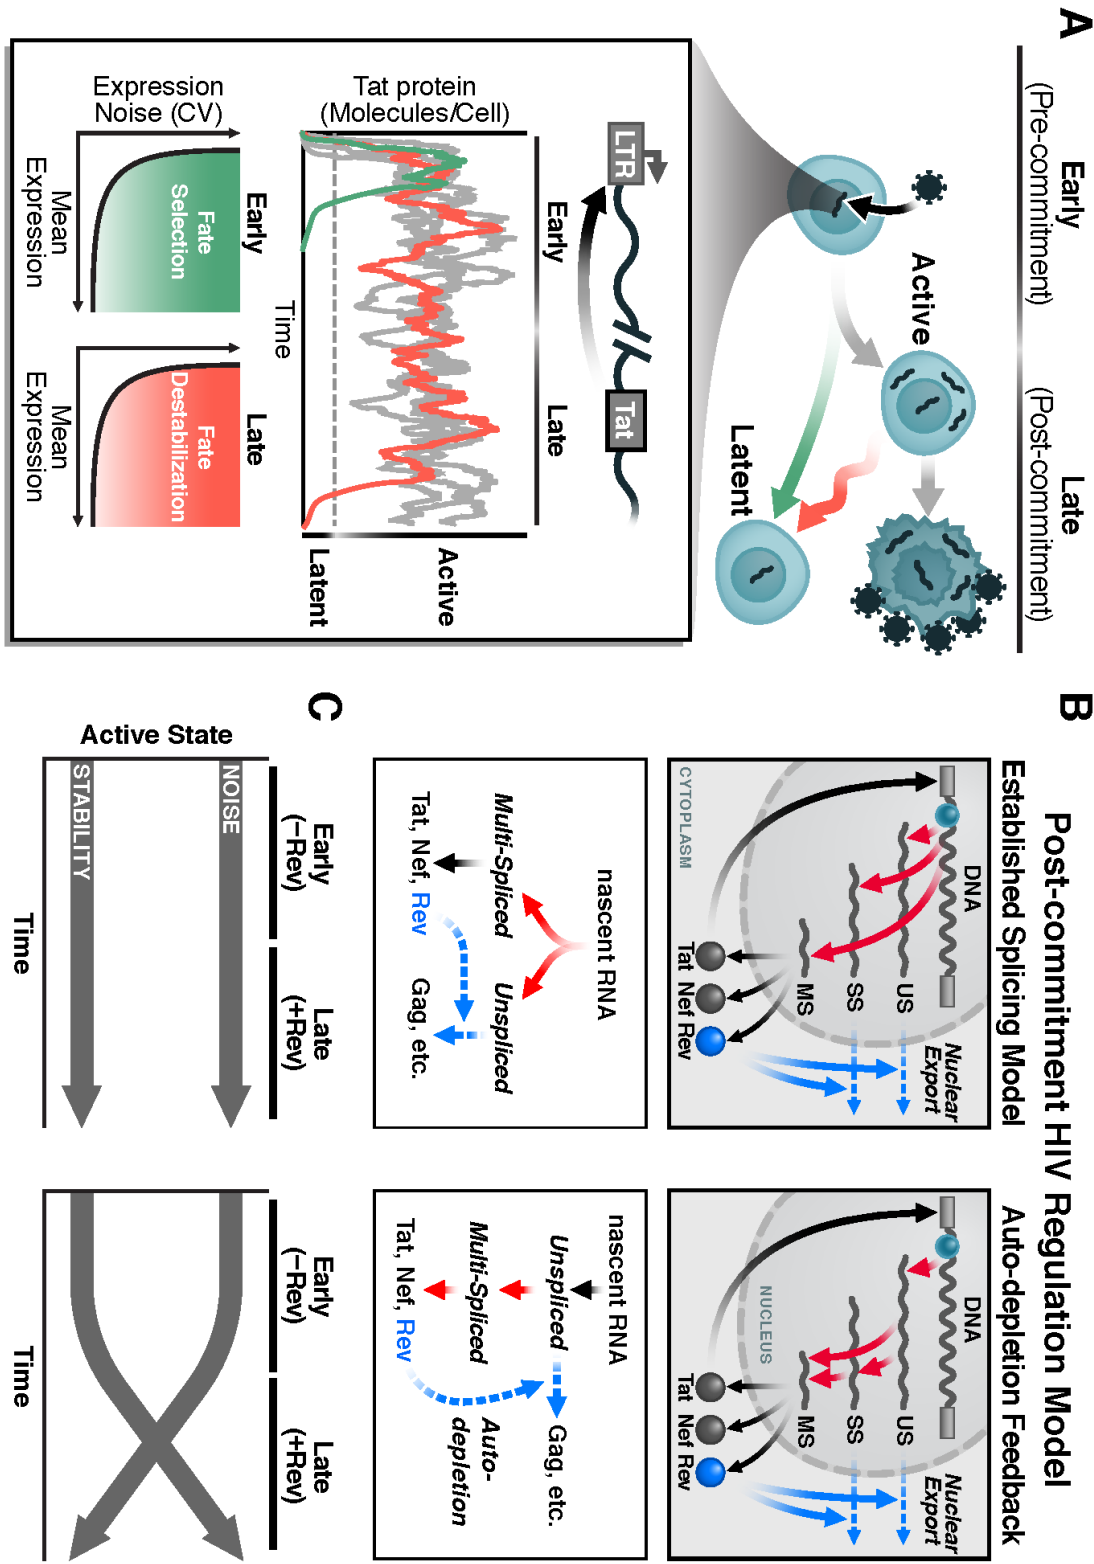 A
Early
(Pre-commitment)
Late
(Post-commitment)
Active
Latent
LTR
Tat
Early
Late
Tat protein
(Molecules/Cell)
Active
Latent
Time
Expression
Noise (CV)
Early
Fate
Selection
Mean
Expression
Late
Fate
Destabilization
Mean
Expression
B
Post-commitment HIV Regulation Model
Established Splicing Model
DNA
US
SS
MS
Nuclear
Export
Tat Nef Rev
CYTOPLASM
Auto-depletion Feedback
DNA
US
SS
MS
Nuclear
Export
Tat Nef Rev
NUCLEUS
nascent RNA
Multi-Spliced
Unspliced
Tat, Nef, Rev
Gag, etc.
nascent RNA
Unspliced
Gag, etc.
Multi-Spliced
Auto-
depletion
Tat, Nef, Rev
C
Active State
Early
(−Rev)
Late
(+Rev)
NOISE
STABILITY
Time
Early
(−Rev)
Late
(+Rev)
Time